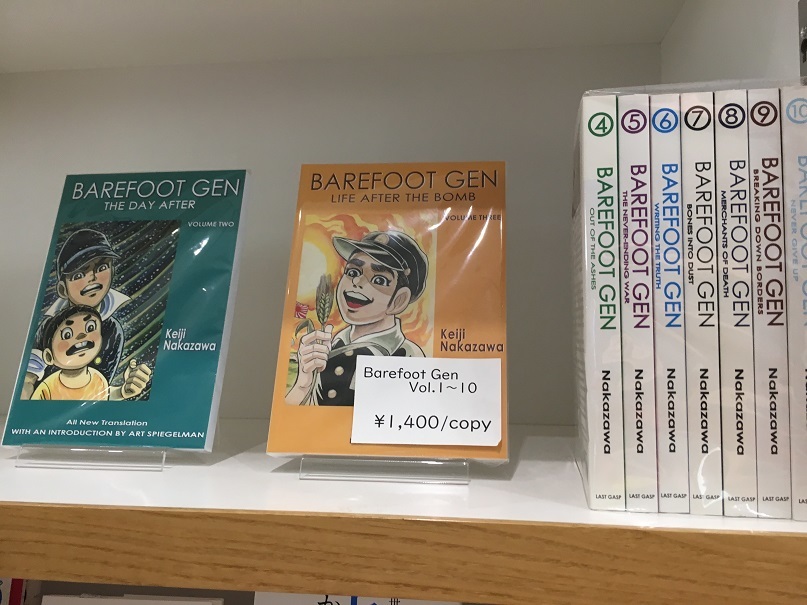 BAREFOOT GEN
THE DAY AFTER
VOLUME TWO
Keiji
Nakazawa
All New Translation
WITH AN INTRODUCTION BY ART SPIEGELMAN
BAREFOOT GEN
LIFE AFTER THE BOMB
VOLUME THREE
Keiji
Nakazawa
Barefoot Gen
Vol.1~10
¥1,400/copy
④ BAREFOOT GEN
OUT OF THE ASHES
Nakazawa
LAST GASP
⑤ BAREFOOT GEN
THE NEVER-ENDING WAR
Nakazawa
LAST GASP
⑥ BAREFOOT GEN
WRITING THE TRUTH
Nakazawa
LAST GASP
⑦ BAREFOOT GEN
BONES INTO DUST
Nakazawa
LAST GASP
⑧ BAREFOOT GEN
MERCHANTS OF DEATH
Nakazawa
LAST GASP
⑨ BAREFOOT GEN
BREAKING DOWN BORDERS
Nakazawa
LAST GASP
⑩
NEVER GIVE UP